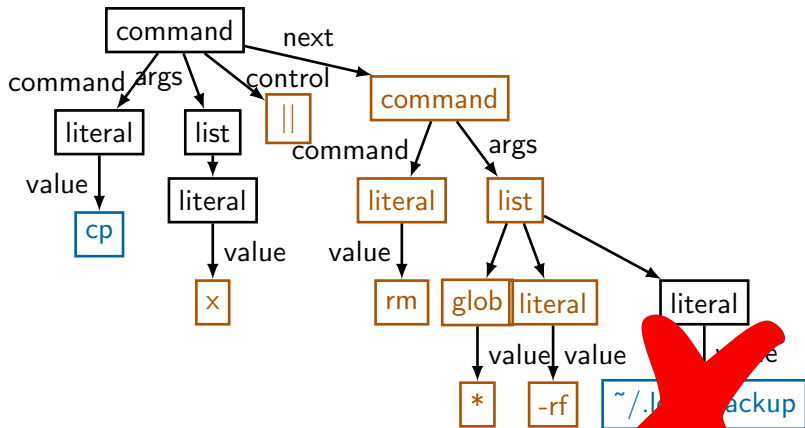 command
next
command args control
command
literal list ||
command args
value literal literal list
cp
value value
x rm glob literal literal
value value
* -rf